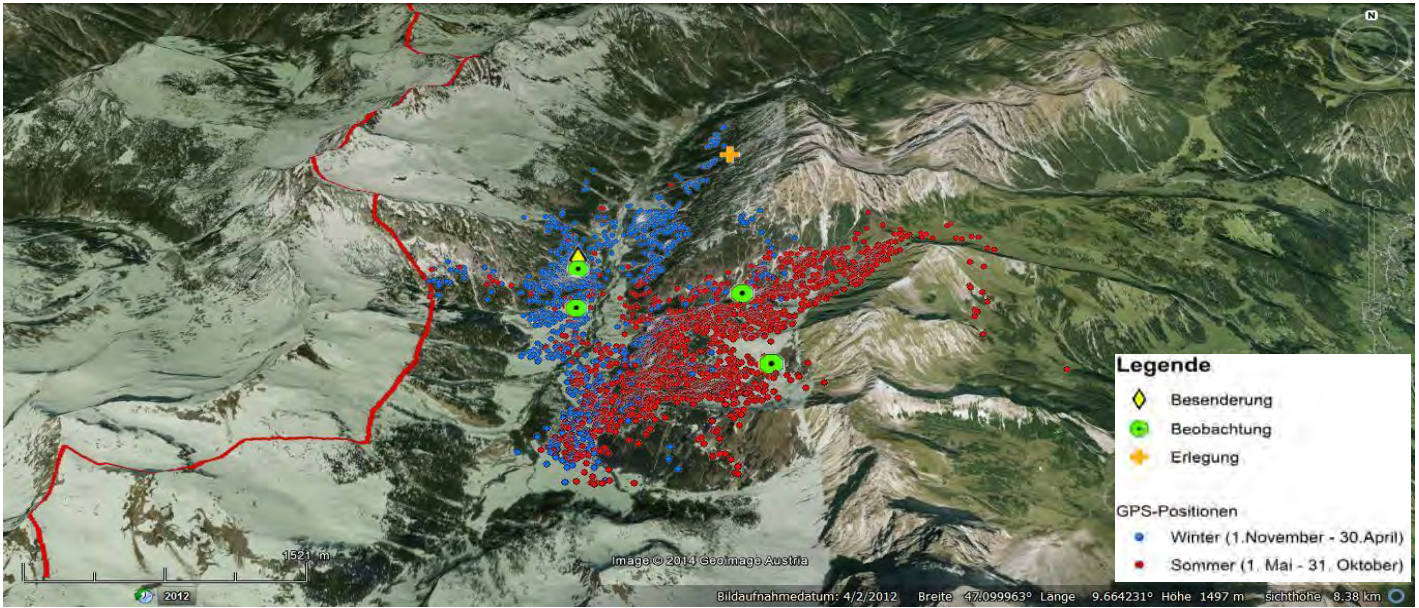 N
Legende
Besenderung
Beobachtung
Erlegung
GPS-Positionen
Winter (1.November - 30.April)
Sommer (1. Mai - 31. Oktober)
1521 m
Image © 2014 GeoImage Austria
2012
Bildaufnahmedatum: 4/2/2012 Breite 47.099963° Länge 9.664231° Höhe 1497 m sichthöhe 8.38 km